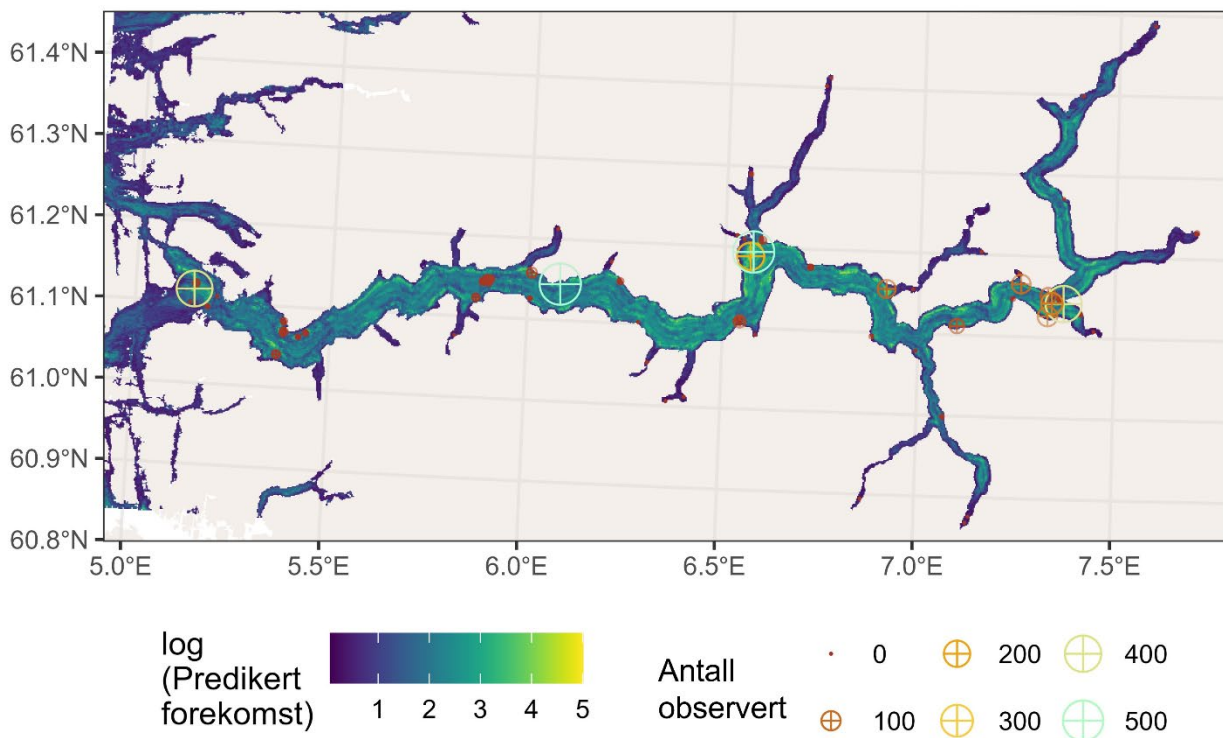 61.4°N
61.3°N
61.2°N
61.1°N
61.0°N
60.9°N
60.8°N
5.0°E 5.5°E 6.0°E 6.5°E 7.0°E 7.5°E
log
(Predikert
forekomst)
1 2 3 4 5
Antall
observert
0 200 400
100 300 500